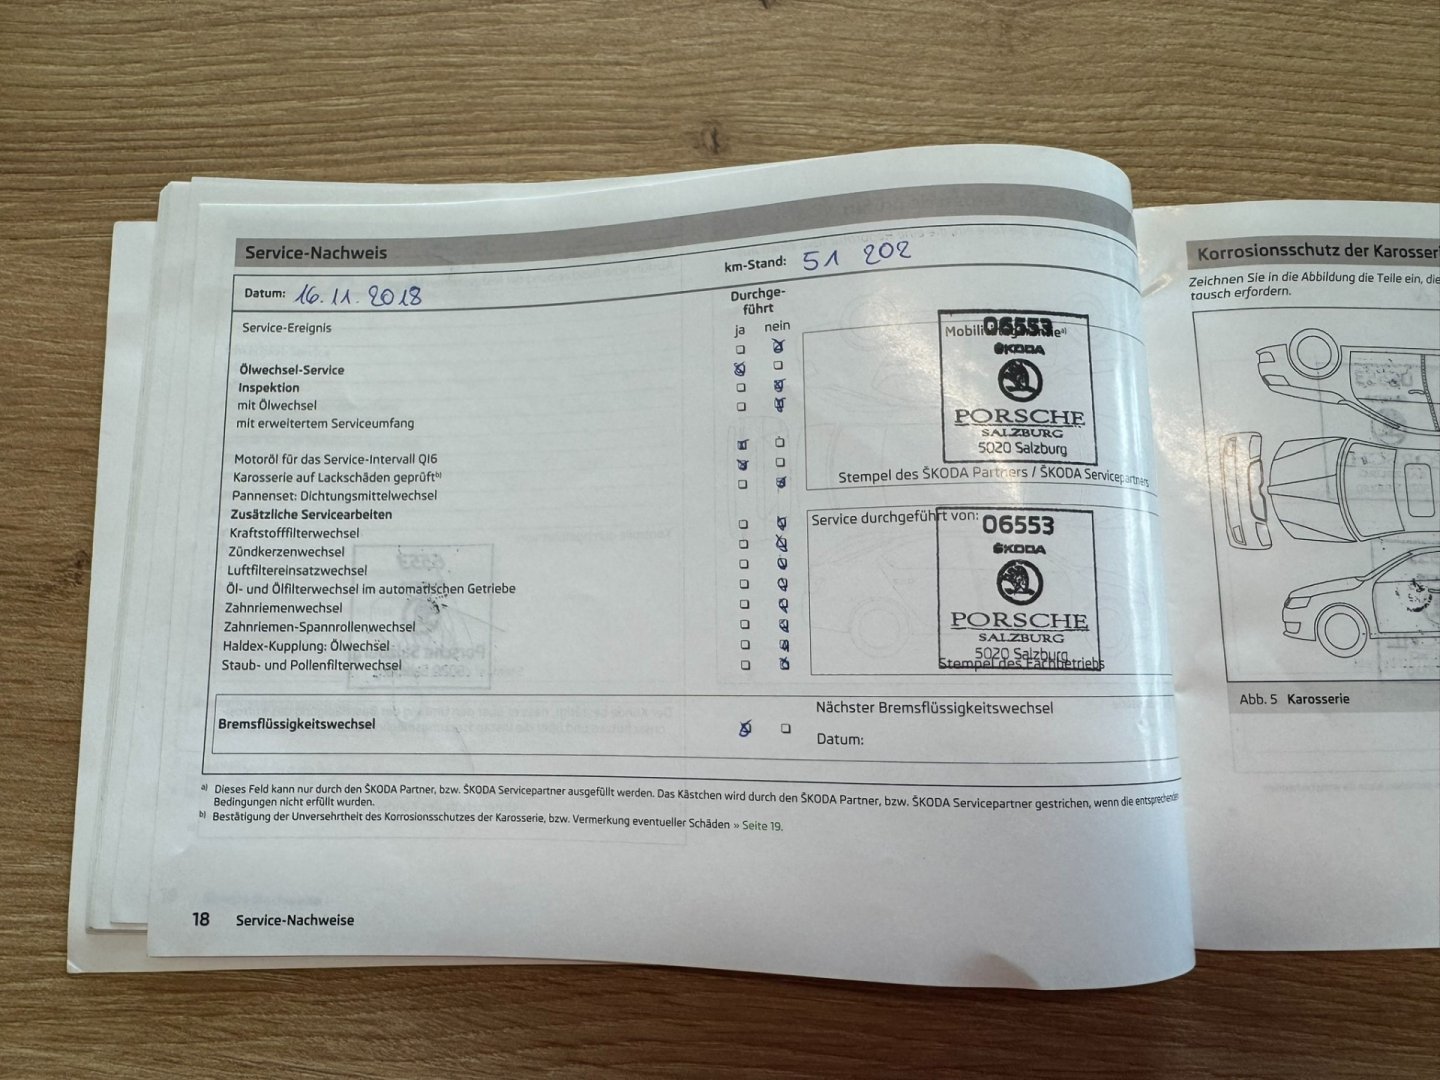 Service-Nachweis
Datum: 16.11.2018
km-Stand: 51 202
Durchge-
führt
ja nein
Service-Ereignis
Ölwechsel-Service
Inspektion
mit Ölwechsel
mit erweitertem Serviceumfang
Motoröl für das Service-Intervall QI6
Karosserie auf Lackschäden geprüft b)
Pannenset: Dichtungsmittelwechsel
Zusätzliche Servicearbeiten
Kraftstofffilterwechsel
Zündkerzenwechsel
Luftfiltereinsatzwechsel
Öl- und Ölfilterwechsel im automatischen Getriebe
Zahnriemenwechsel
Zahnriemen-Spannrollenwechsel
Haldex-Kupplung: Ölwechsel
Staub- und Pollenfilterwechsel
Bremsflüssigkeitswechsel
06553
ŠKODA
PORSCHE
SALZBURG
5020 Salzburg
Stempel des ŠKODA Partners / ŠKODA Servicepartners
Service durchgeführt von:
06553
ŠKODA
PORSCHE
SALZBURG
5020 Salzburg
Stempel des Fachbetriebs
Nächster Bremsflüssigkeitswechsel
Datum:
a) Dieses Feld kann nur durch den ŠKODA Partner, bzw. ŠKODA Servicepartner ausgefüllt werden. Das Kästchen wird durch den ŠKODA Partner, bzw. ŠKODA Servicepartner gestrichen, wenn die entsprechenden
Bedingungen nicht erfüllt wurden.
b) Bestätigung der Unversehrtheit des Korrosionsschutzes der Karosserie, bzw. Vermerkung eventueller Schäden » Seite 19.
18 Service-Nachweise
Korrosionsschutz der Karosseri
Zeichnen Sie in die Abbildung die Teile ein, die
tausch erfordern.
Abb. 5 Karosserie